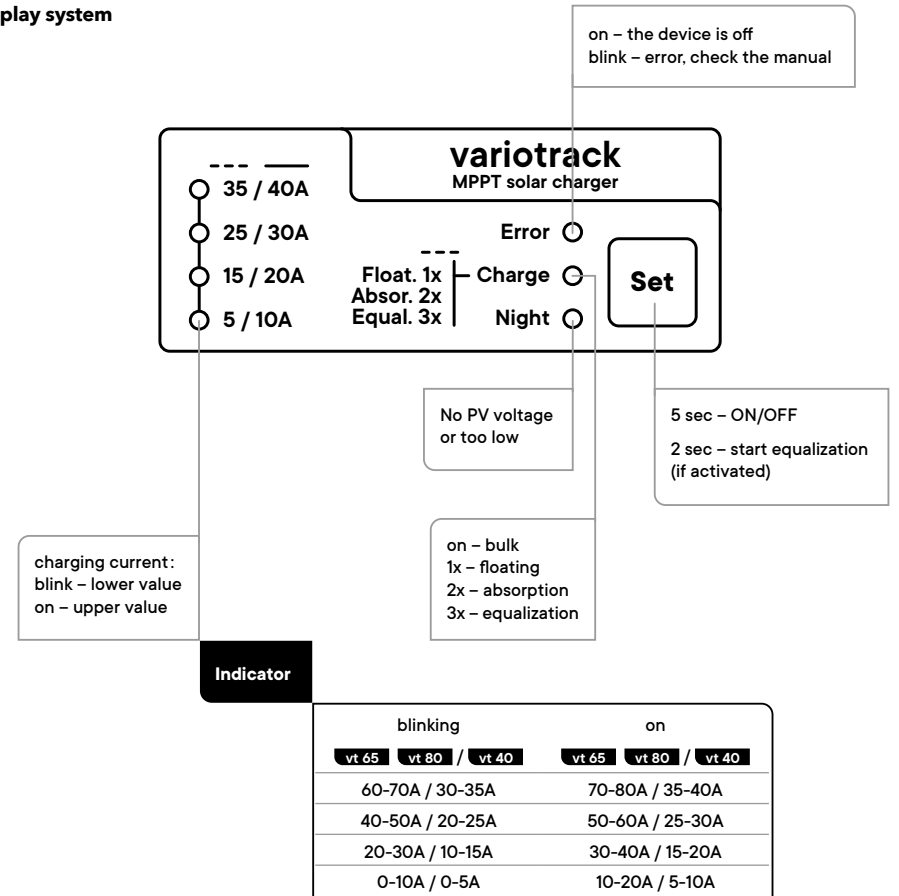 play system
on – the device is off
blink – error, check the manual
variotrack
MPPT solar charger
35 / 40A
25 / 30A
15 / 20A
5 / 10A
Error
Float. 1x
Absor. 2x
Equal. 3x
Charge
Night
Set
No PV voltage
or too low
5 sec – ON/OFF
2 sec – start equalization
(if activated)
on – bulk
1x – floating
2x – absorption
3x – equalization
charging current:
blink – lower value
on – upper value
Indicator
blinking on
vt 65 vt 80 / vt 40 vt 65 vt 80 / vt 40
60-70A / 30-35A 70-80A / 35-40A
40-50A / 20-25A 50-60A / 25-30A
20-30A / 10-15A 30-40A / 15-20A
0-10A / 0-5A 10-20A / 5-10A